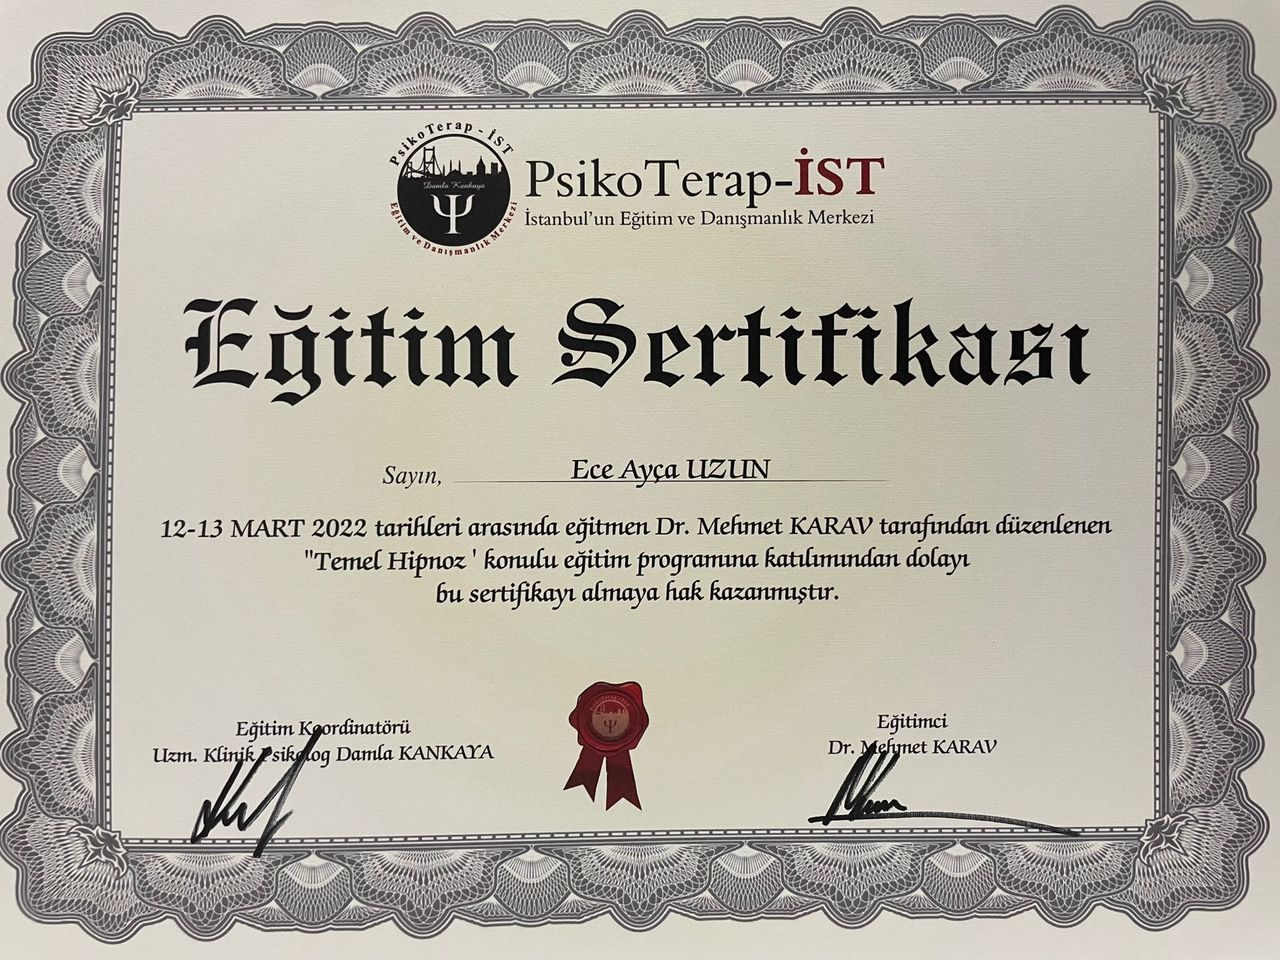 PsikoTerap - İST
Damla Kankaya
Eğitim ve Danışmanlık Merkezi
PsikoTerap-İST
İstanbul'un Eğitim ve Danışmanlık Merkezi
Eğitim Sertifikası
Sayın, Ece Ayça UZUN
12-13 MART 2022 tarihleri arasında eğitmen Dr. Mehmet KARAV tarafından düzenlenen
"Temel Hipnoz ' konulu eğitim programına katılımından dolayı
bu sertifikayı almaya hak kazanmıştır.
Eğitim Koordinatörü
Uzm. Klinik Psikolog Damla KANKAYA
Eğitimci
Dr. Mehmet KARAV